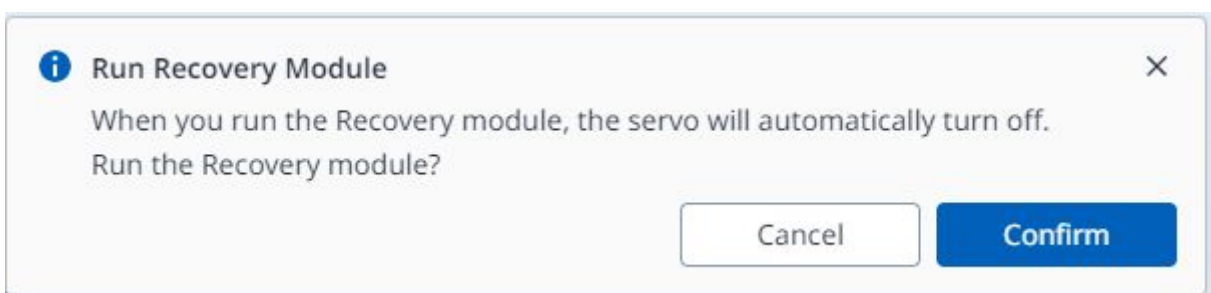 Run Recovery Module
When you run the Recovery module, the servo will automatically turn off.
Run the Recovery module?
Cancel
Confirm